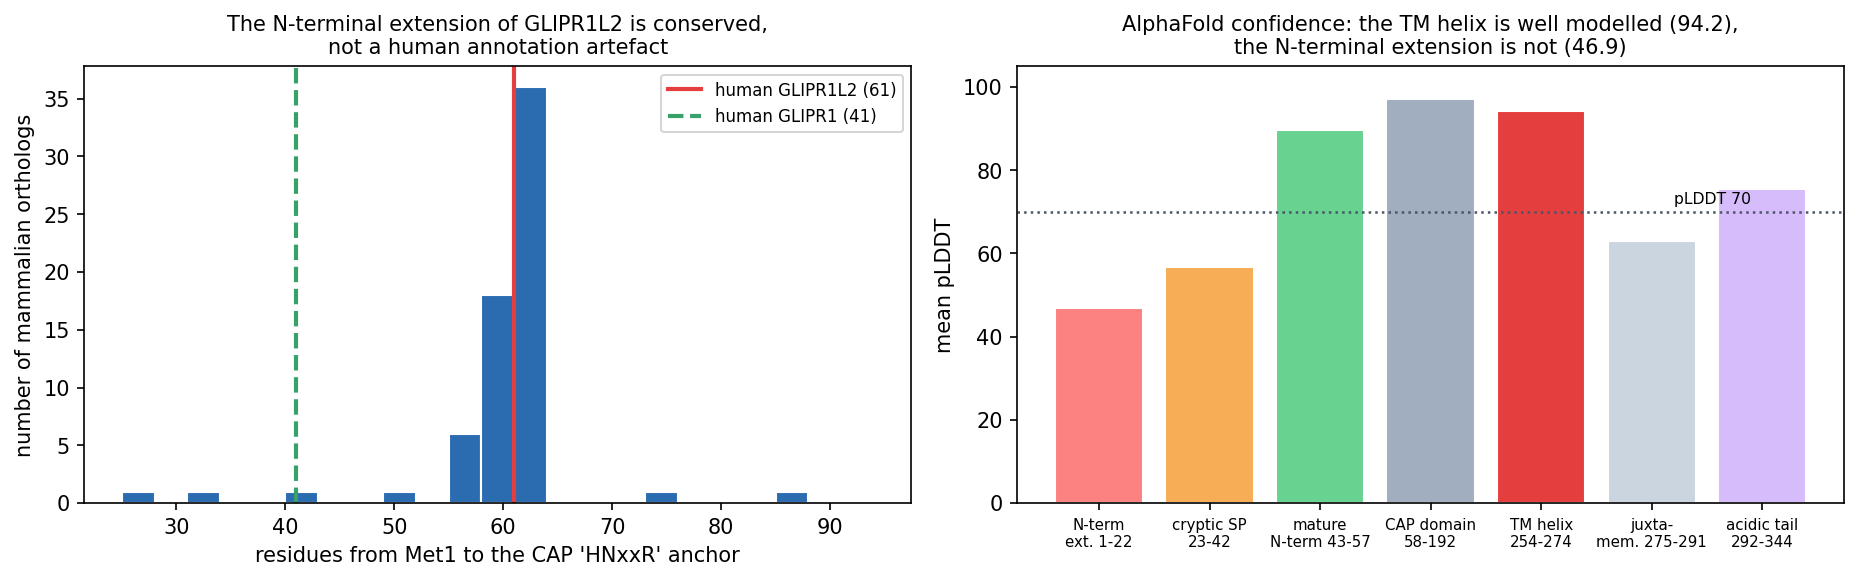 The N-terminal extension of GLIPR1L2 is conserved,
not a human annotation artefact
number of mammalian orthologs
35
30
25
20
15
10
5
0
human GLIPR1L2 (61)
human GLIPR1 (41)
30
40
50
60
70
80
90
residues from Met1 to the CAP 'HNxxR' anchor
AlphaFold confidence: the TM helix is well modelled (94.2),
the N-terminal extension is not (46.9)
mean pLDDT
100
80
60
40
20
0
pLDDT 70
N-term
ext. 1-22
cryptic SP
23-42
mature
N-term 43-57
CAP domain
58-192
TM helix
254-274
juxta-
mem. 275-291
acidic tail
292-344